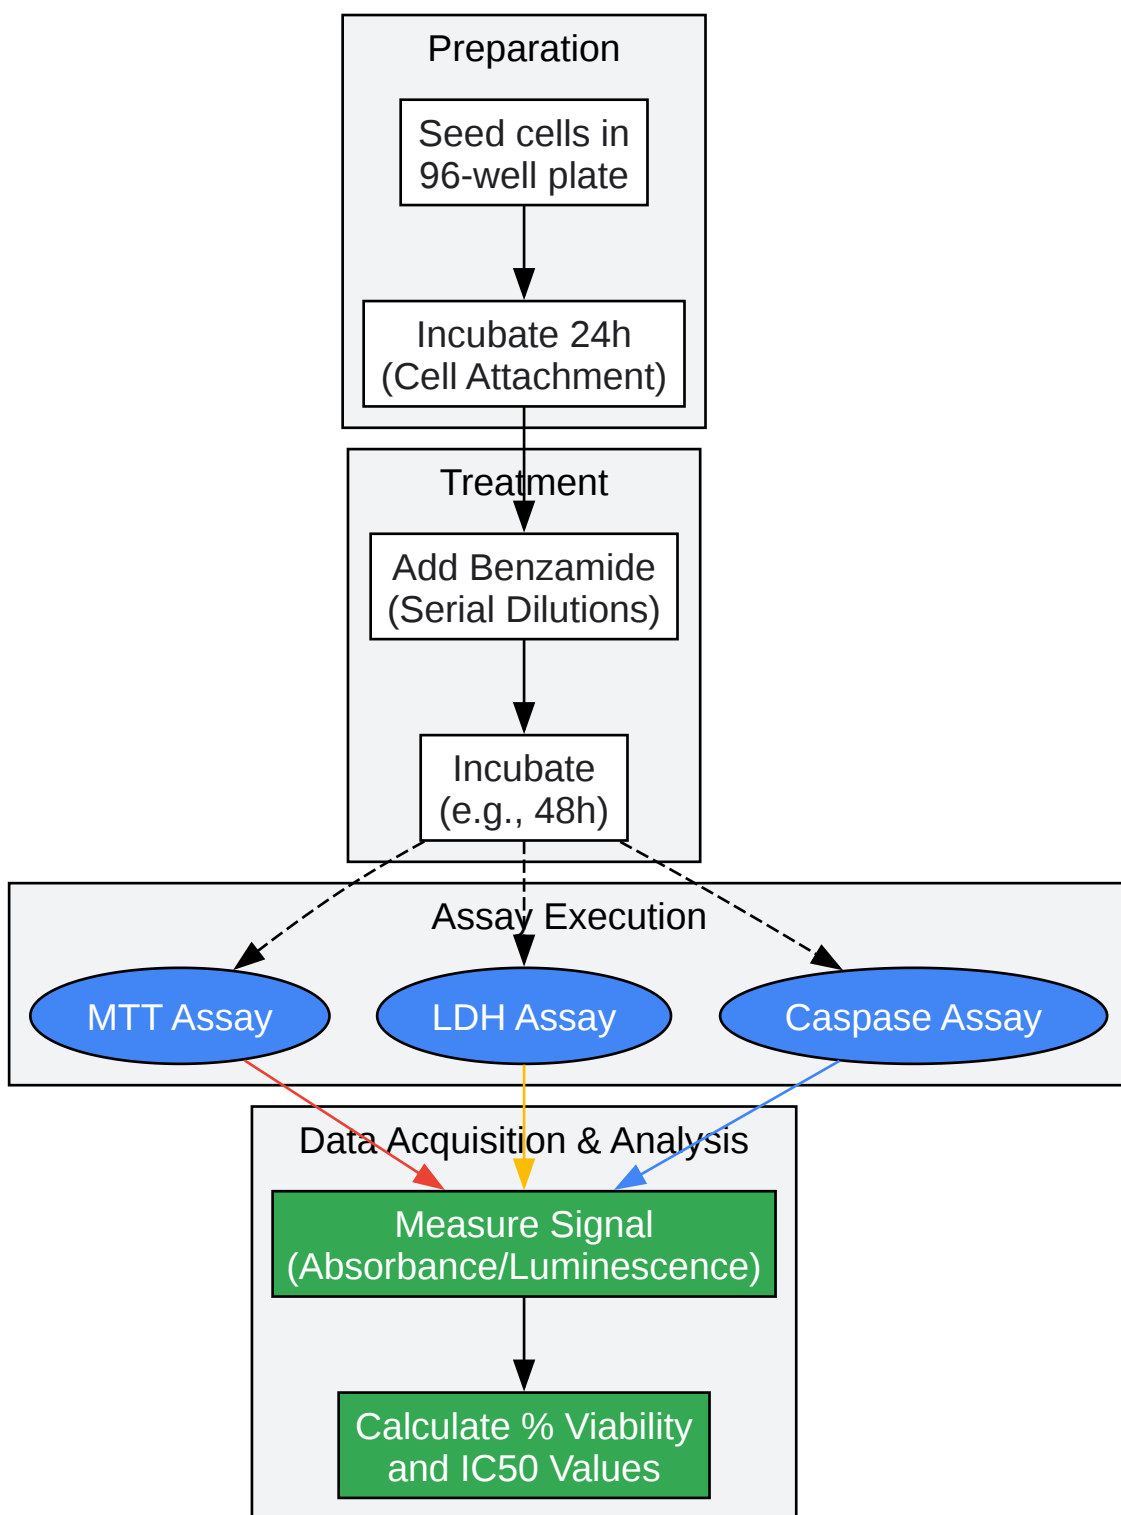 Preparation
Seed cells in
96-well plate
Incubate 24h
(Cell Attachment)
Treatment
Add Benzamide
(Serial Dilutions)
Incubate
(e.g., 48h)
Assay Execution
MTT Assay
LDH Assay
Caspase Assay
Data Acquisition & Analysis
Measure Signal
(Absorbance/Luminescence)
Calculate % Viability
and IC50 Values